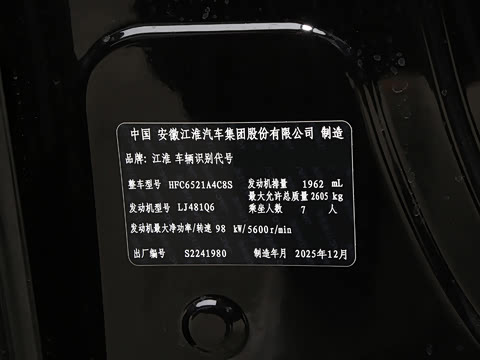 中国 安徽江淮汽车集团股份有限公司 制造
品牌: 江淮 车辆识别代号
整车型号 HFC6521A4C8S 发动机排量 1962 mL
最大允许总质量 2605 kg
发动机型号 LJ481Q6 乘坐人数 7 人
发动机最大净功率/转速 98 kW/5600r/min
出厂编号 S2241980 制造年月 2025年12月